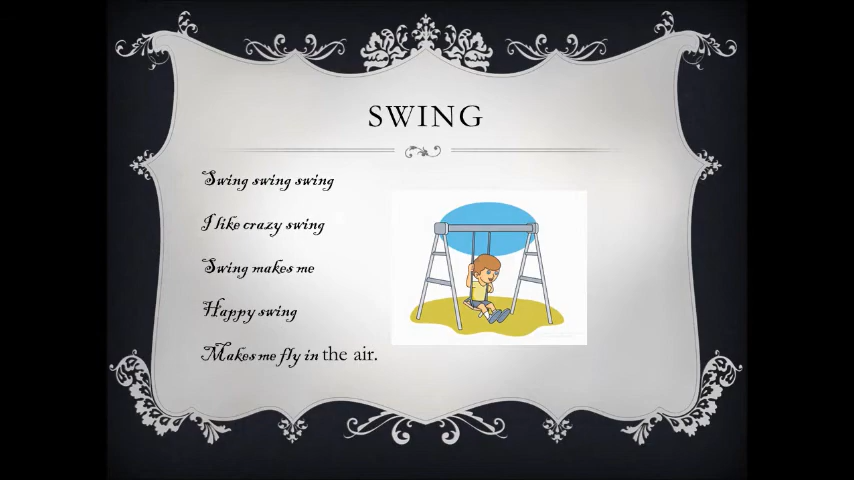 SWING
Swing swing swing
I like crazy swing
Swing makes me
Happy swing
Makes me fly in the air.